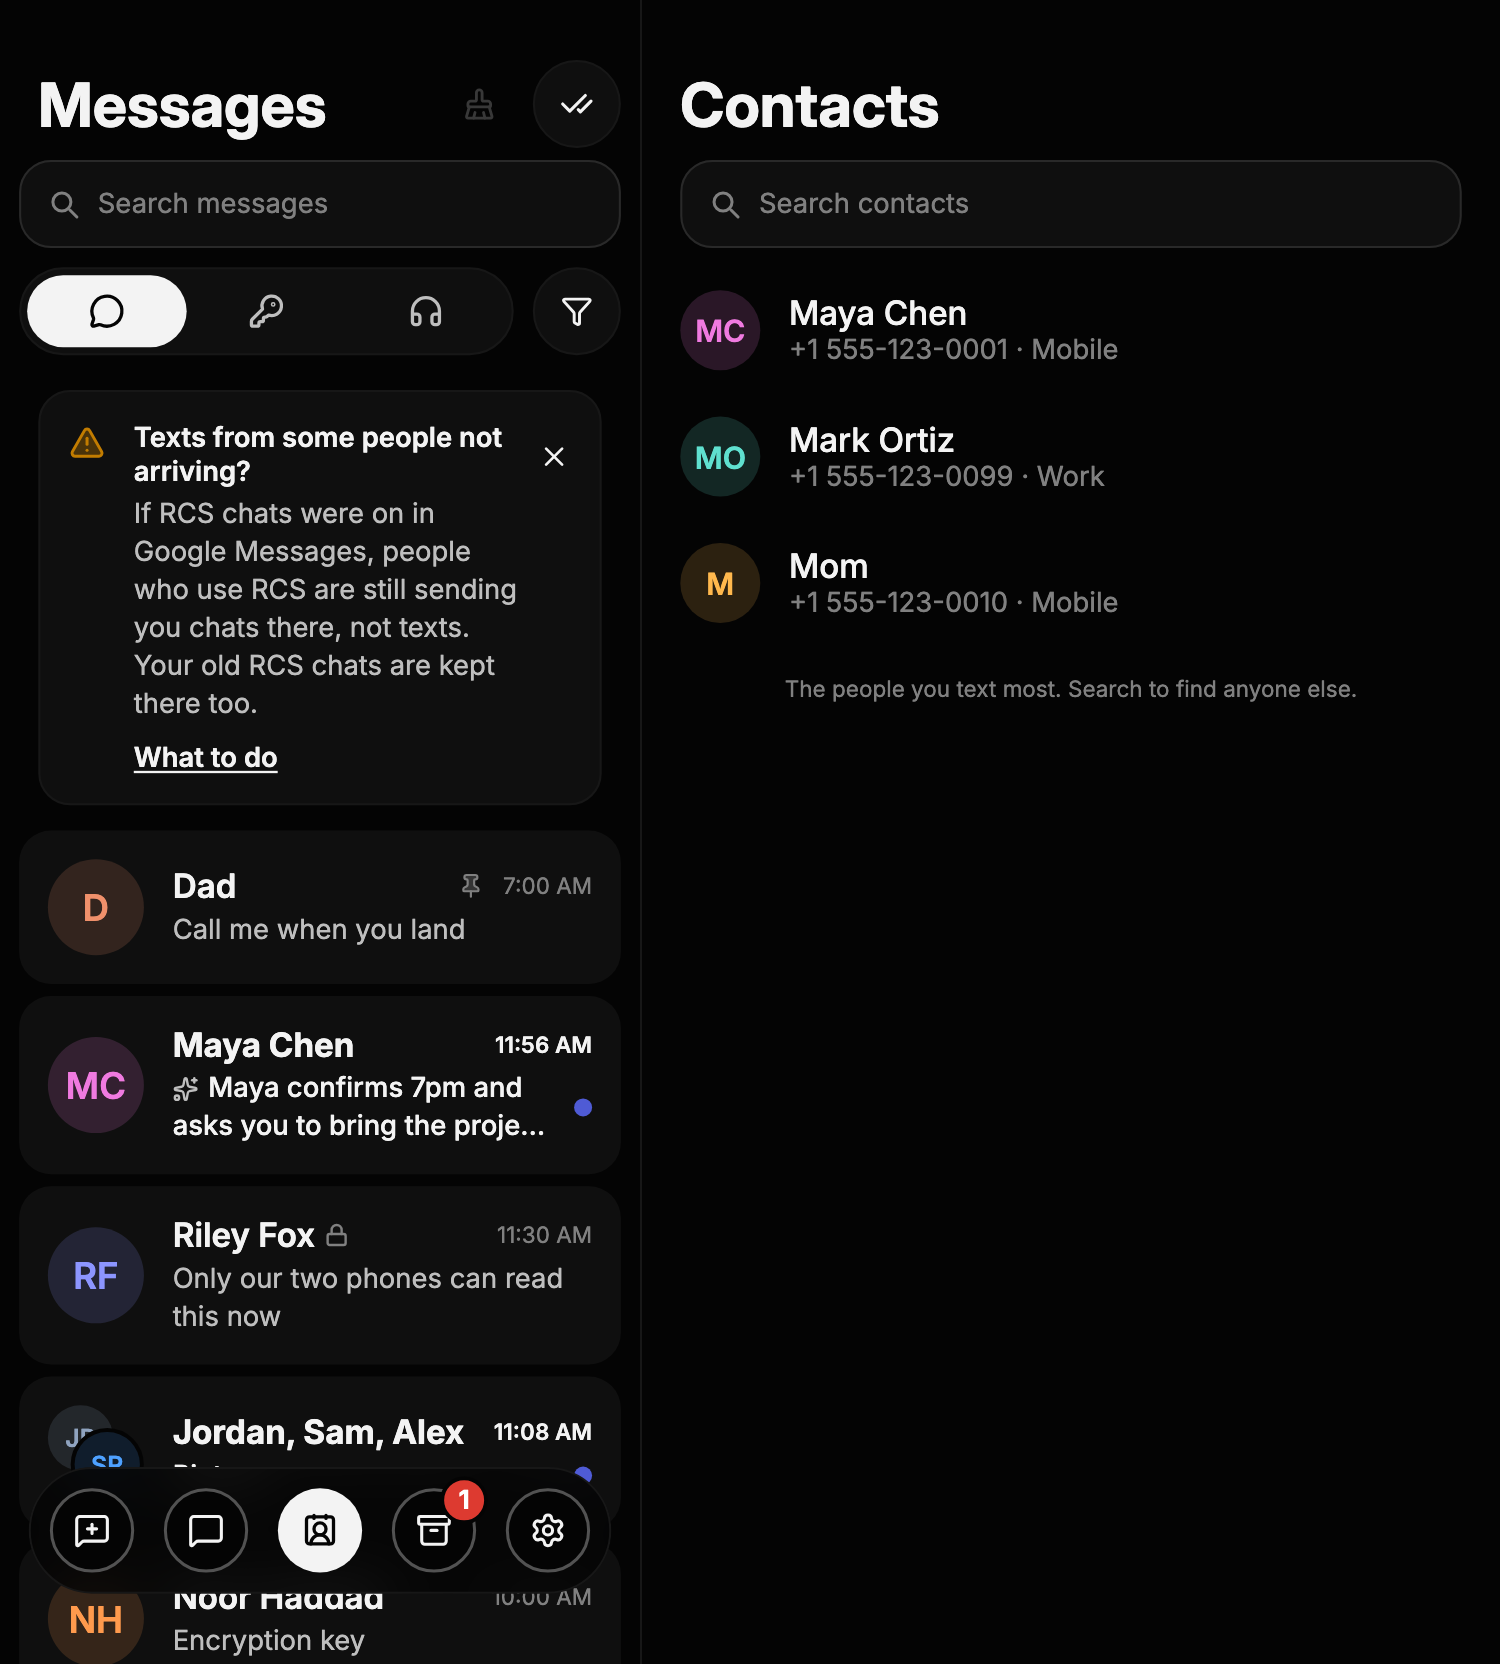 Messages
Search messages
Texts from some people not
arriving?
If RCS chats were on in
Google Messages, people
who use RCS are still sending
you chats there, not texts.
Your old RCS chats are kept
there too.
What to do
D
Dad
7:00 AM
Call me when you land
MC
Maya Chen
11:56 AM
Maya confirms 7pm and
asks you to bring the proje...
RF
Riley Fox
11:30 AM
Only our two phones can read
this now
Jordan, Sam, Alex
11:08 AM
1
NH
Noor Haddad
10:00 AM
Encryption key
Contacts
Search contacts
MC
Maya Chen
+1 555-123-0001 · Mobile
MO
Mark Ortiz
+1 555-123-0099 · Work
M
Mom
+1 555-123-0010 · Mobile
The people you text most. Search to find anyone else.